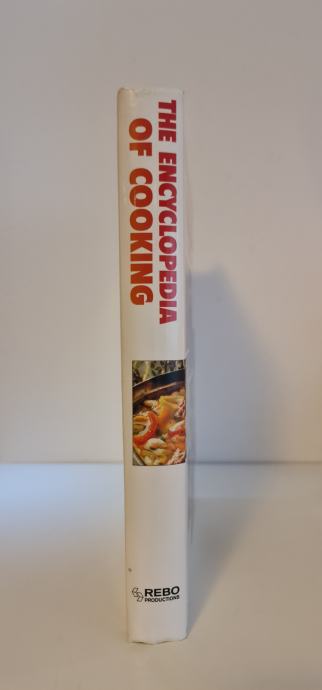 THE ENCYCLOPEDIA
OF COOKING
REBO
PRODUCTIONS